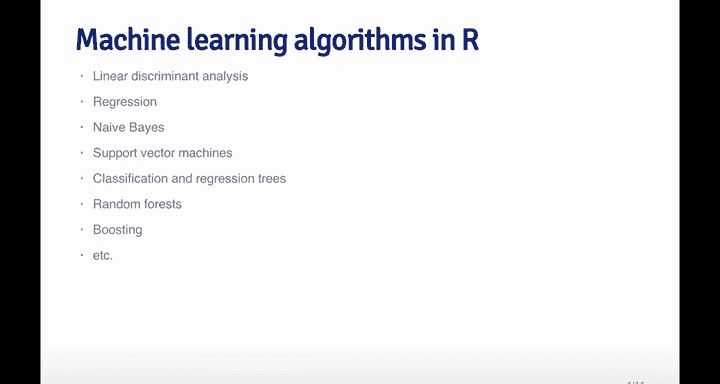 Machine learning algorithms in R
· Linear discriminant analysis
· Regression
· Naive Bayes
· Support vector machines
· Classification and regression trees
· Random forests
· Boosting
· etc.